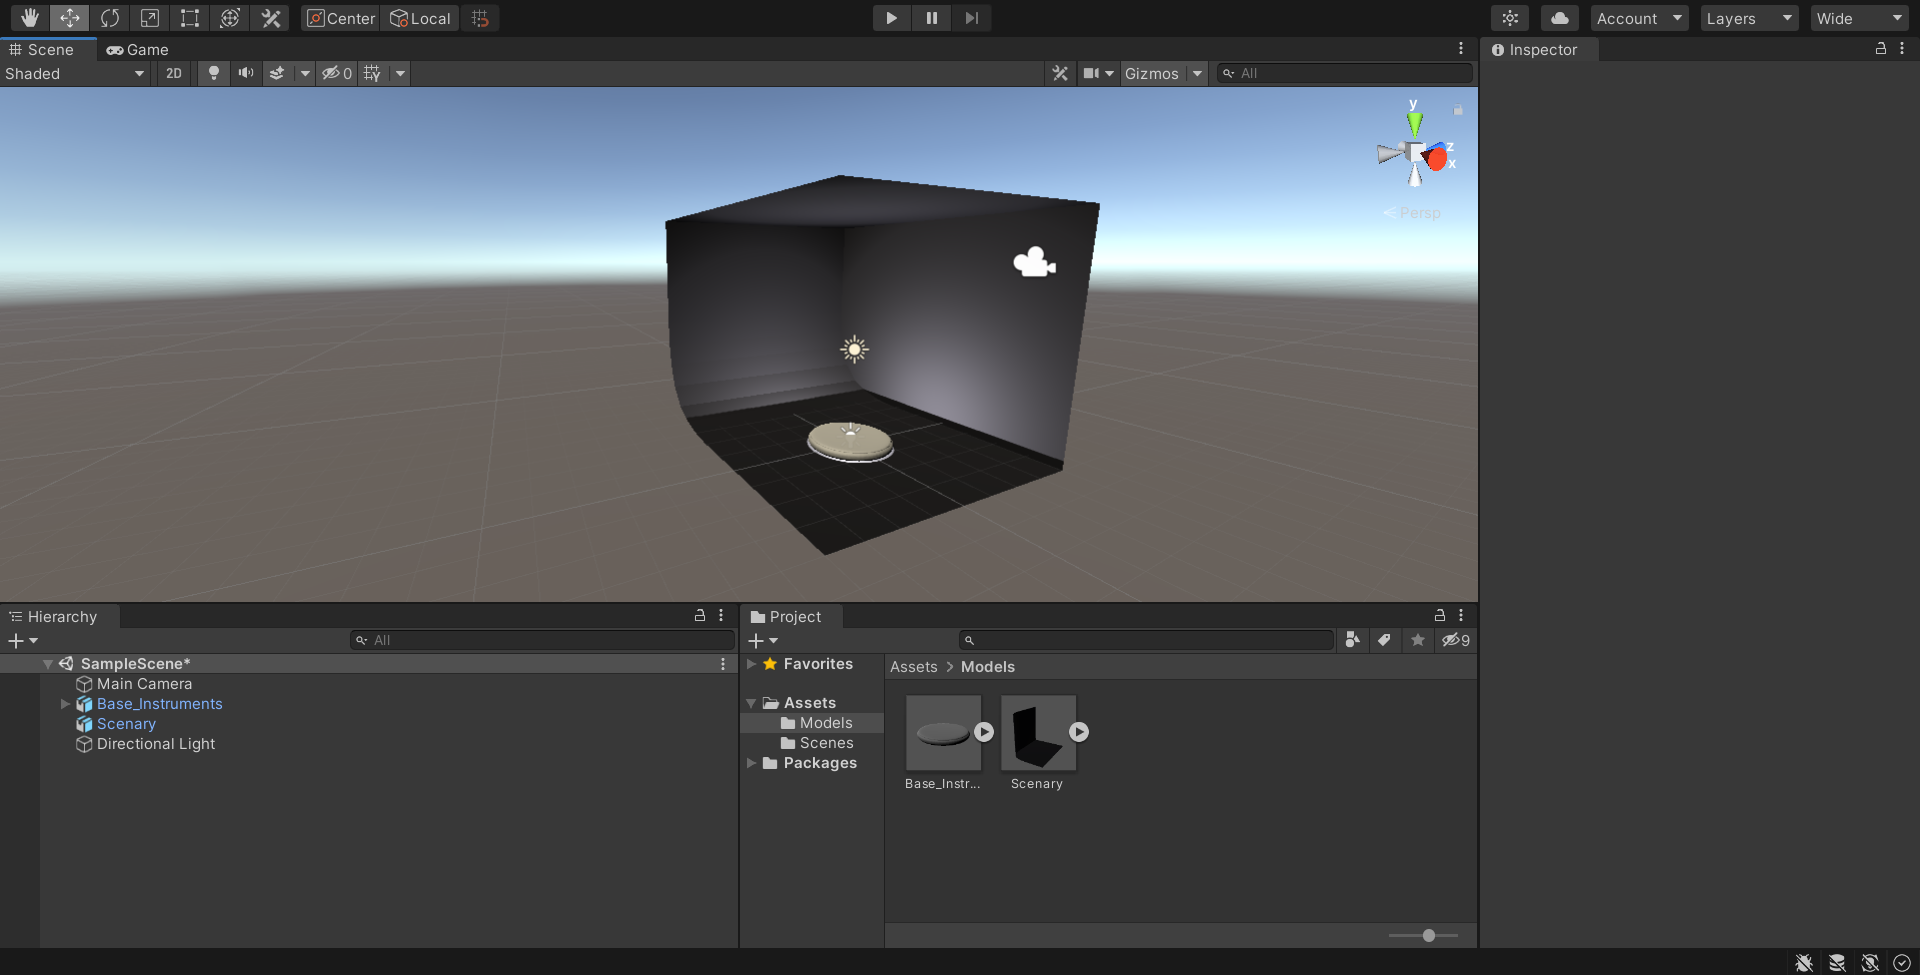 Center Local Account Layers Wide
Scene Game Inspector
Shaded 2D 0 Gizmos All
y
z
x
Persp
Hierarchy Project
All 9
SampleScene*
Main Camera
Base_Instruments
Scenary
Directional Light
Favorites
Assets
Models
Scenes
Packages
Assets > Models
Base_Instr...
Scenary